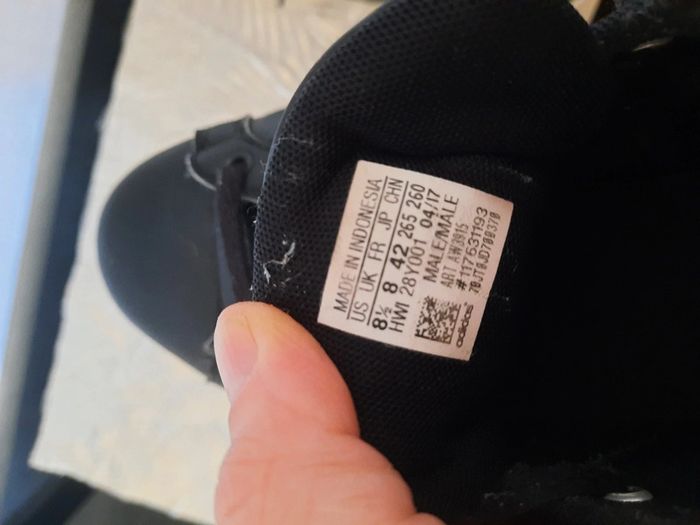 MADE IN INDONESIA
US UK FR JP CHN
8½ 8 42 265 260
HWI 28Y001 04/17
MALE/MALE
ART AW3915
#117631193
adidas